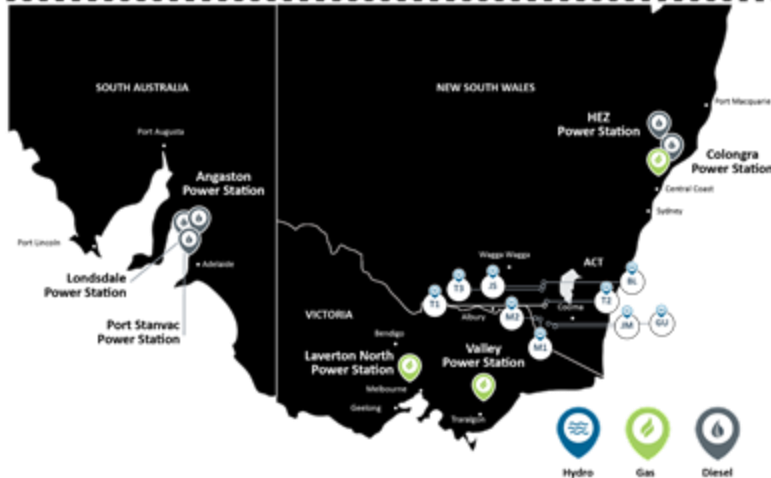 SOUTH AUSTRALIA
NEW SOUTH WALES
Port Macquarie
HEZ
Power Station
Colongra
Power Station
Port Augusta
Angaston
Power Station
Central Coast
Sydney
Port Lincoln
Adelaide
Londsdale
Power Station
Port Stanvac
Power Station
Wagga Wagga
ACT
T1
T3
JS
BL
T2
Cooma
VICTORIA
Albury
M2
JM
GU
M1
Bendigo
Laverton North
Power Station
Valley
Power Station
Melbourne
Geelong
Traralgon
Hydro
Gas
Diesel